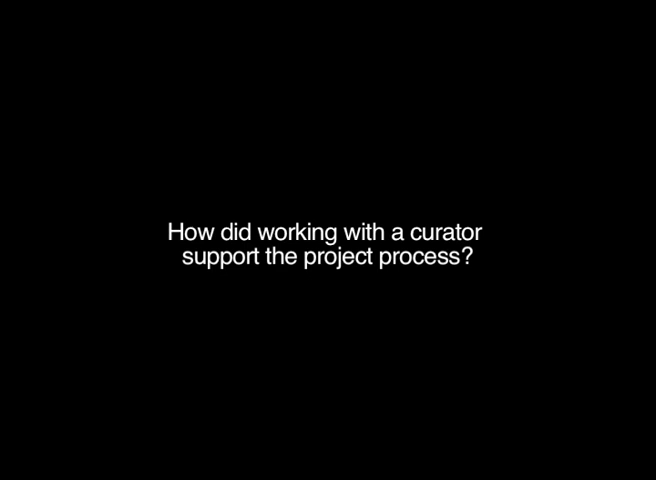 How did working with a curator
support the project process?